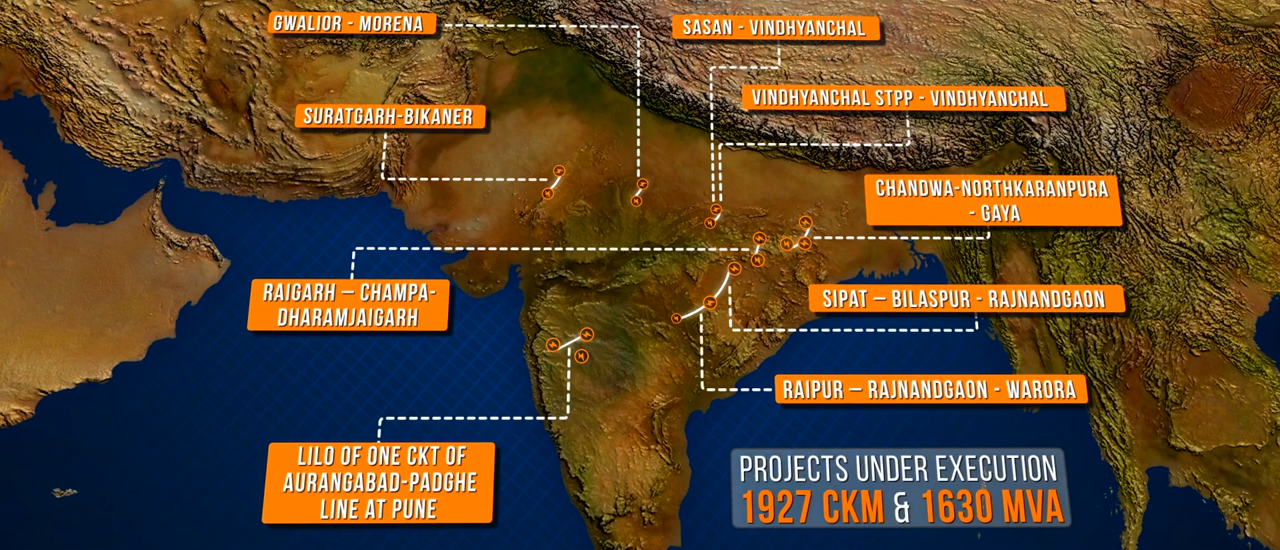 GWALIOR - MORENA
SASAN - VINDHYANCHAL
VINDHYANCHAL STPP - VINDHYANCHAL
SURATGARH-BIKANER
CHANDWA-NORTHKARANPURA
- GAYA
RAIGARH – CHAMPA-
DHARAMJAIGARH
SIPAT – BILASPUR - RAJNANDGAON
RAIPUR – RAJNANDGAON - WARORA
LILO OF ONE CKT OF
AURANGABAD-PADGHE
LINE AT PUNE
PROJECTS UNDER EXECUTION
1927 CKM & 1630 MVA